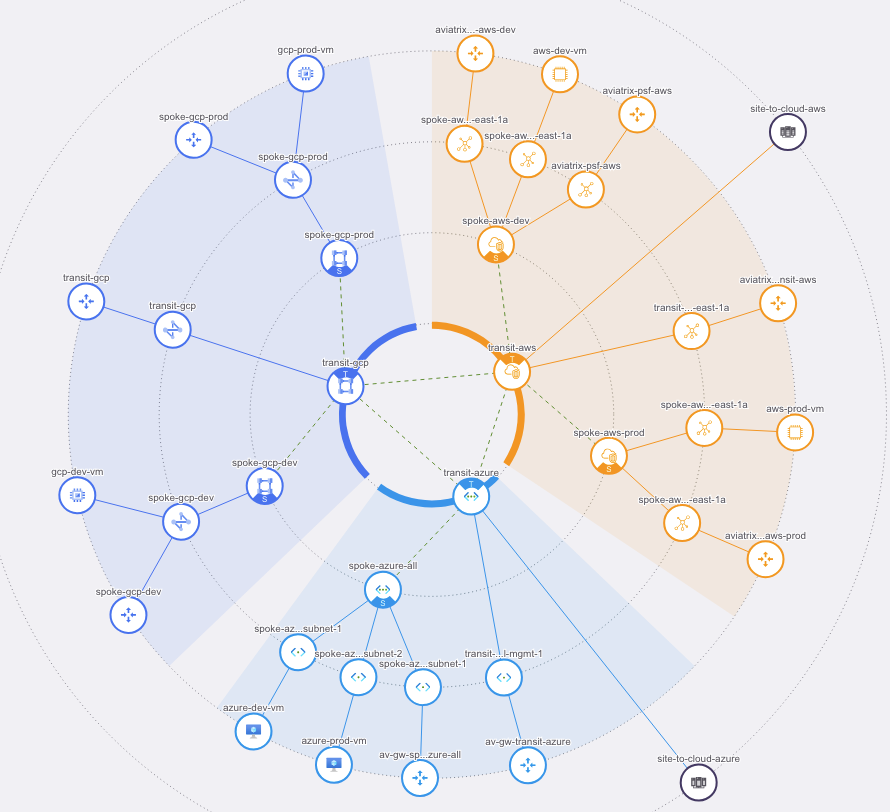 aviatrix...-aws-dev
gcp-prod-vm
aws-dev-vm
aviatrix-psf-aws
site-to-cloud-aws
spoke-gcp-prod
spoke-aw...-east-1a
spoke-aw...-east-1a
spoke-gcp-prod
aviatrix-psf-aws
spoke-aws-dev
S
spoke-gcp-prod
S
transit-gcp
aviatrix...nsit-aws
transit-gcp
transit-...-east-1a
transit-aws
T
transit-gcp
T
spoke-aw...-east-1a
aws-prod-vm
spoke-aws-prod
S
spoke-gcp-dev
S
gcp-dev-vm
transit-azure
T
spoke-gcp-dev
spoke-aw...-east-1a
aviatrix...aws-prod
spoke-azure-all
S
spoke-gcp-dev
spoke-az...subnet-1
spoke-az...subnet-2
spoke-az...subnet-1
transit-...l-mgmt-1
azure-dev-vm
azure-prod-vm
av-gw-sp...zure-all
av-gw-transit-azure
site-to-cloud-azure